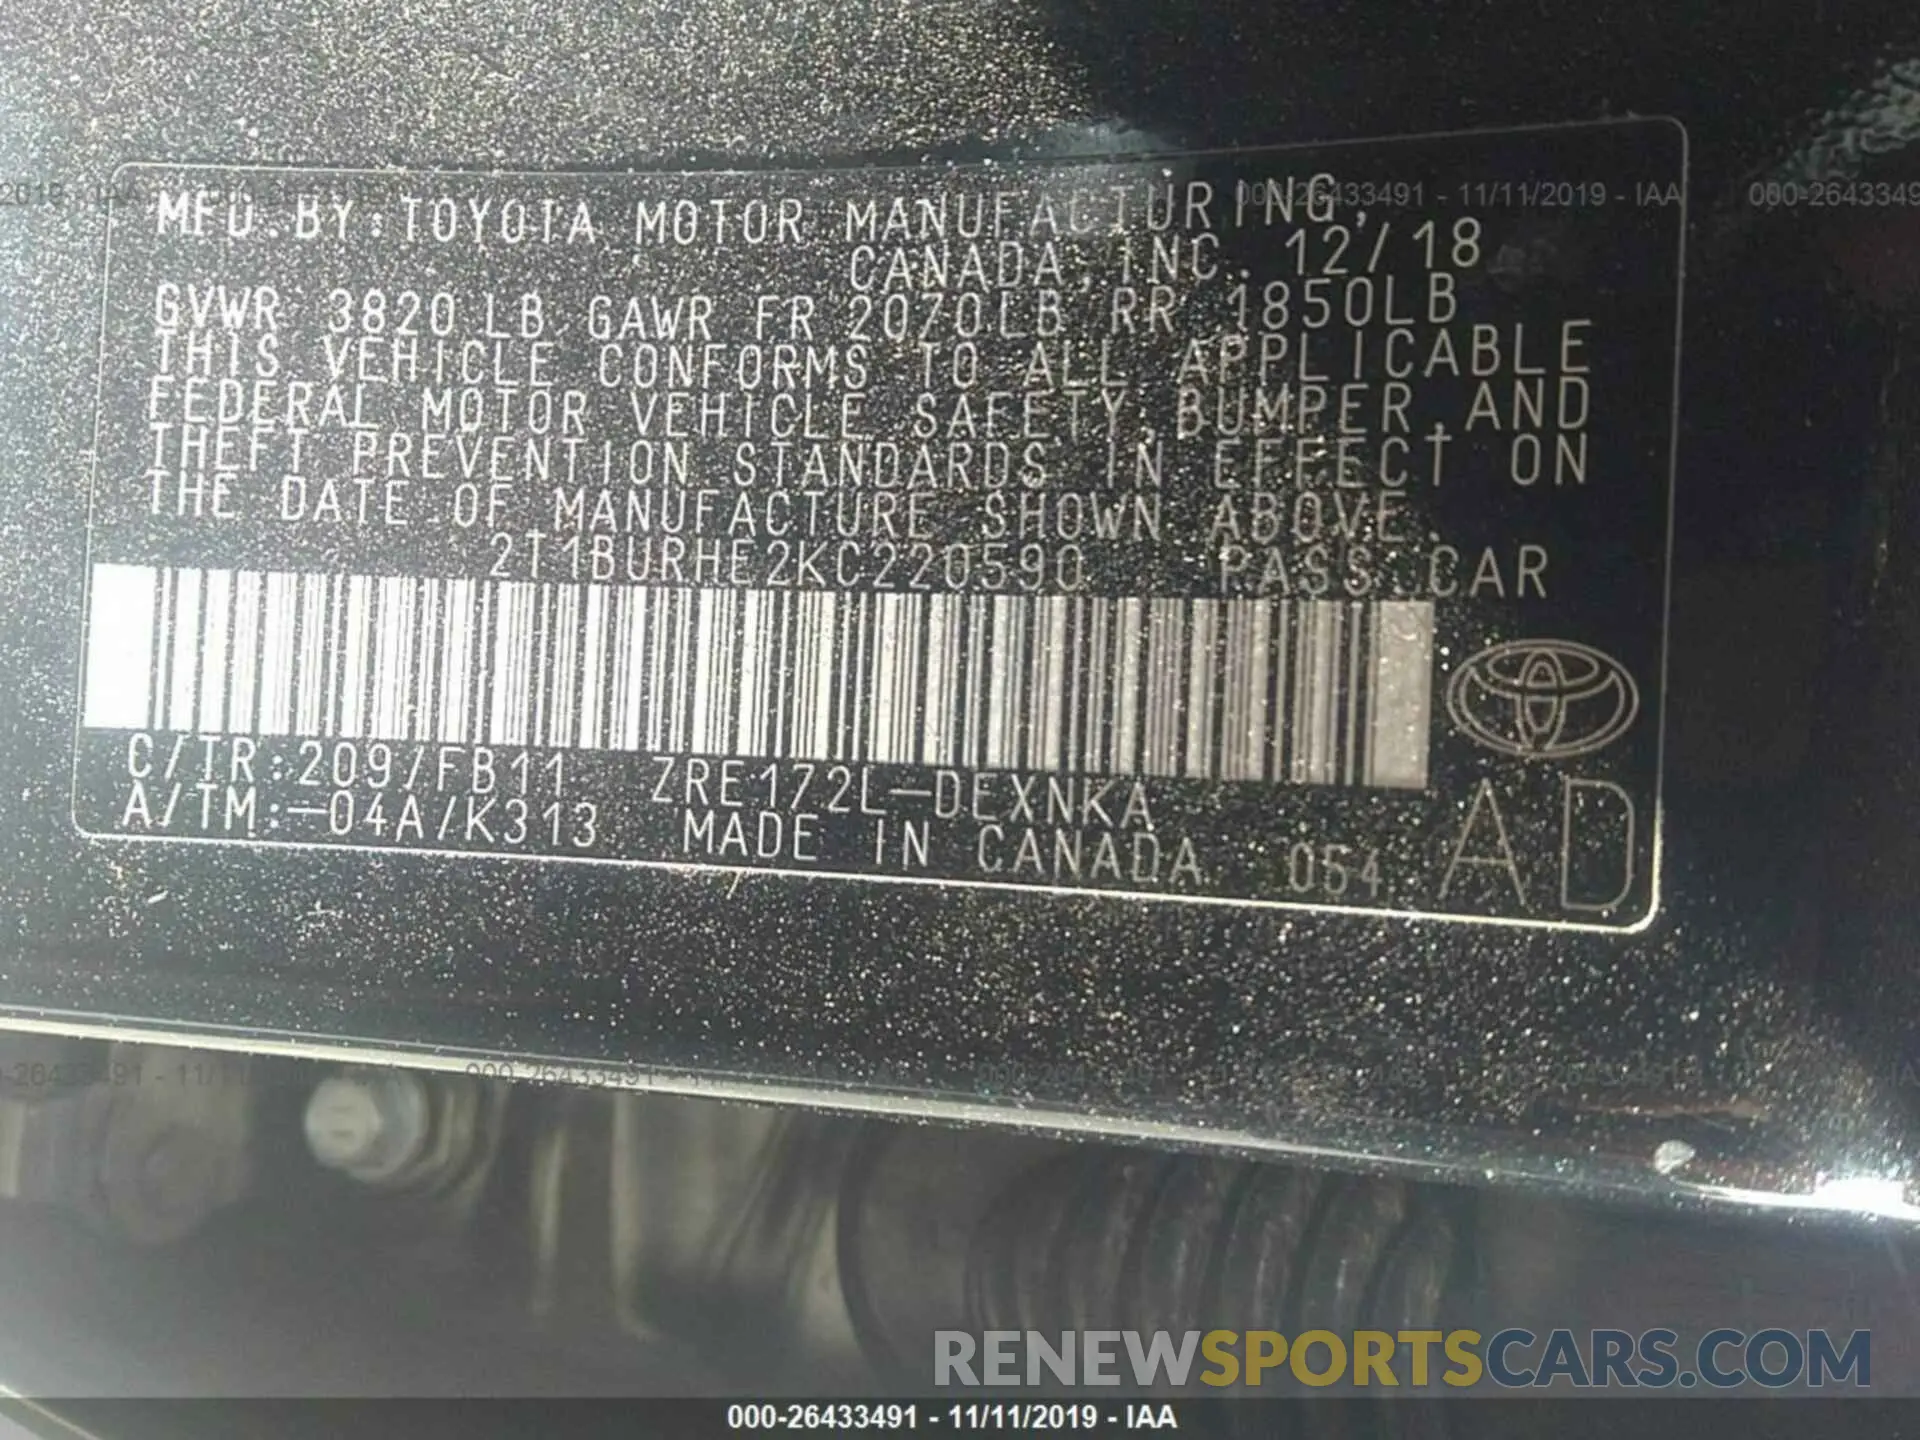 000-26433491 - 11/11/2019 - IAA
MFD. BY: TOYOTA MOTOR MANUFACTURING,
CANADA, INC. 12/18
GVWR 3820 LB GAWR FR 2070LB RR 1850LB
THIS VEHICLE CONFORMS TO ALL APPLICABLE
FEDERAL MOTOR VEHICLE SAFETY, BUMPER, AND
THEFT PREVENTION STANDARDS IN EFFECT ON
THE DATE OF MANUFACTURE SHOWN ABOVE.
2T1BURHE2KC220590 PASS. CAR
C/TR: 209/FB11 ZRE172L-DEXNKA
A/TM: -04A/K313 MADE IN CANADA 054 AD
RENEWSPORTSCARS.COM
000-26433491 - 11/11/2019 - IAA